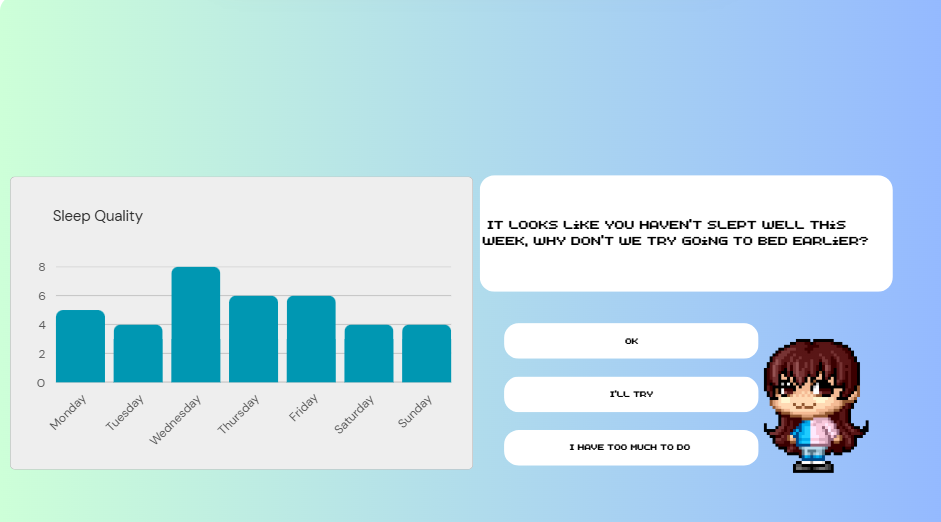 Sleep Quality
8
6
4
2
0
Monday
Tuesday
Wednesday
Thursday
Friday
Saturday
Sunday
IT LOOKS LiKE YOU HAVEN'T SLEPT WELL THiS
WEEK, WHY DON'T WE TRY GOiNG TO BED EARLiER?
OK
I'LL TRY
I HAVE TOO MUCH TO DO